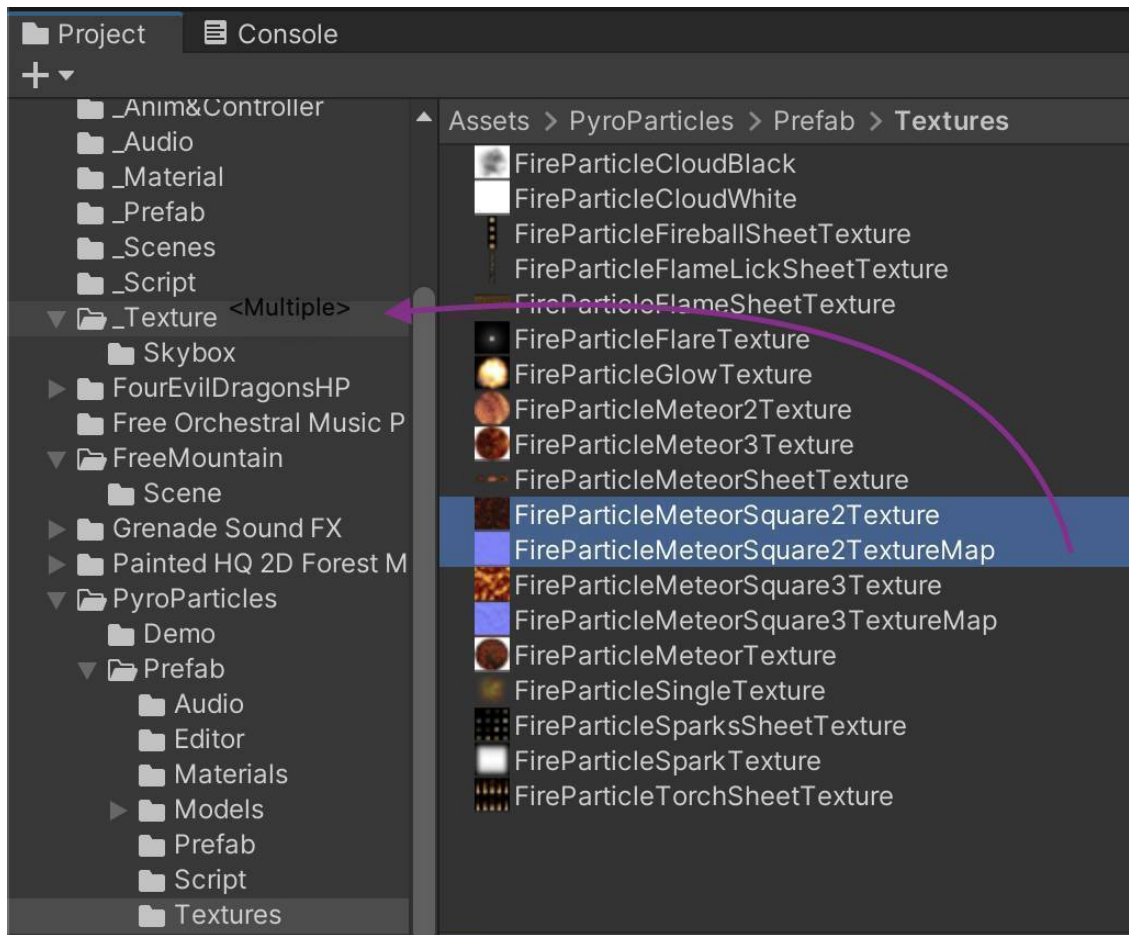 Project
Console
_Anim&Controller
_Audio
_Material
_Prefab
_Scenes
_Script
_Texture
<Multiple>
Skybox
FourEvilDragonsHP
Free Orchestral Music P
FreeMountain
Scene
Grenade Sound FX
Painted HQ 2D Forest M
PyroParticles
Demo
Prefab
Audio
Editor
Materials
Models
Prefab
Script
Textures
Assets > PyroParticles > Prefab > Textures
FireParticleCloudBlack
FireParticleCloudWhite
FireParticleFireballSheetTexture
FireParticleFlameLickSheetTexture
FireParticleFlameSheetTexture
FireParticleFlareTexture
FireParticleGlowTexture
FireParticleMeteor2Texture
FireParticleMeteor3Texture
FireParticleMeteorSheetTexture
FireParticleMeteorSquare2Texture
FireParticleMeteorSquare2TextureMap
FireParticleMeteorSquare3Texture
FireParticleMeteorSquare3TextureMap
FireParticleMeteorTexture
FireParticleSingleTexture
FireParticleSparksSheetTexture
FireParticleSparkTexture
FireParticleTorchSheetTexture